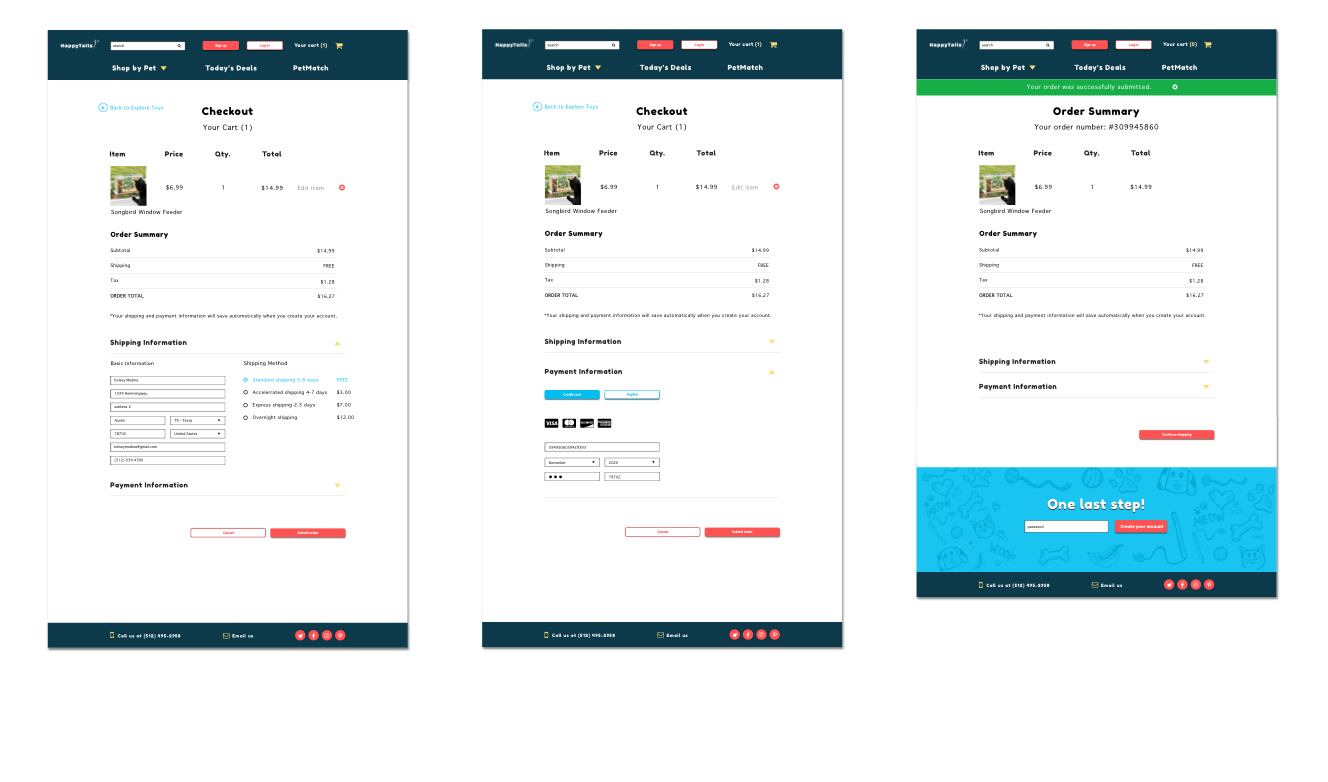 HappyTails
search
Sign up
Log in
Your cart (1)
Shop by Pet
Today's Deals
PetMatch
Back to Explore Toys
Checkout
Your Cart (1)
Item Price Qty. Total
$6.99 1 $14.99 Edit item
Songbird Window Feeder
Order Summary
Subtotal $14.99
Shipping FREE
Tax $1.28
ORDER TOTAL $16.27
*Your shipping and payment information will save automatically when you create your account.
Shipping Information
Basic Information
Kelsey Medina
1039 Hemmingway
address 2
Austin TX - Texas
78702 United States
kelseymedina@gmail.com
(512) 039-4590
Shipping Method
Standard shipping 5-8 days FREE
Accelerrated shipping 4-7 days $3.00
Express shipping 2-3 days $7.00
Overnight shipping $12.00
Payment Information
Cancel
Submit order
Call us at (512) 495-2958
Email us
HappyTails
search
Sign up
Log in
Your cart (1)
Shop by Pet
Today's Deals
PetMatch
Back to Explore Toys
Checkout
Your Cart (1)
Item Price Qty. Total
$6.99 1 $14.99 Edit item
Songbird Window Feeder
Order Summary
Subtotal $14.99
Shipping FREE
Tax $1.28
ORDER TOTAL $16.27
*Your shipping and payment information will save automatically when you create your account.
Shipping Information
Payment Information
Credit card
PayPal
VISA
December 2020
78702
Cancel
Submit order
Call us at (512) 495-2958
Email us
HappyTails
search
Sign up
Log in
Your cart (0)
Shop by Pet
Today's Deals
PetMatch
Your order was successfully submitted.
Order Summary
Your order number: #309945860
Item Price Qty. Total
$6.99 1 $14.99
Songbird Window Feeder
Order Summary
Subtotal $14.99
Shipping FREE
Tax $1.28
ORDER TOTAL $16.27
*Your shipping and payment information will save automatically when you create your account.
Shipping Information
Payment Information
Continue shopping
One last step!
password
Create your account
MEOW
WOOF
MEOW
Call us at (512) 495-2958
Email us